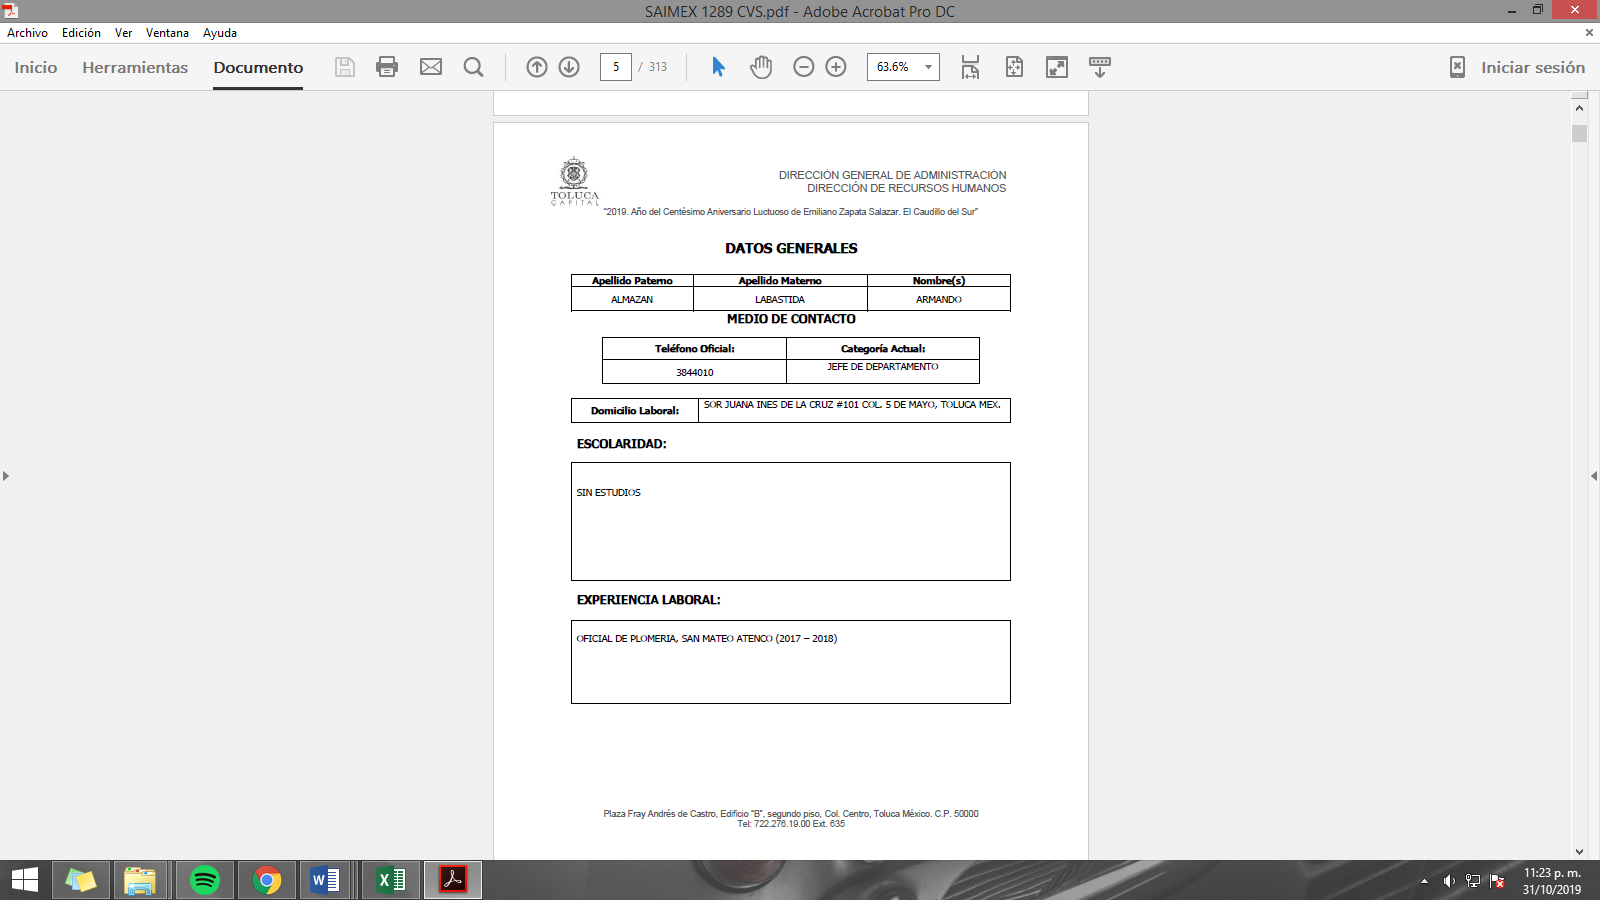 SAIMEX 1289 CVS.pdf - Adobe Acrobat Pro DC
Archivo Edición Ver Ventana Ayuda
Inicio Herramientas Documento 5 / 313 63.6% Iniciar sesión
TOLUCA
CAPITAL
DIRECCIÓN GENERAL DE ADMINISTRACIÓN
DIRECCIÓN DE RECURSOS HUMANOS
"2019. Año del Centésimo Aniversario Luctuoso de Emiliano Zapata Salazar. El Caudillo del Sur"
DATOS GENERALES
Apellido Paterno Apellido Materno Nombre(s)
ALMAZAN LABASTIDA ARMANDO
MEDIO DE CONTACTO
Teléfono Oficial: Categoría Actual:
3844010 JEFE DE DEPARTAMENTO
Domicilio Laboral: SOR JUANA INES DE LA CRUZ #101 COL. 5 DE MAYO, TOLUCA MEX.
ESCOLARIDAD:
SIN ESTUDIOS
EXPERIENCIA LABORAL:
OFICIAL DE PLOMERIA, SAN MATEO ATENCO (2017 – 2018)
Plaza Fray Andrés de Castro, Edificio "B", segundo piso, Col. Centro, Toluca México. C.P. 50000
Tel: 722.276.19.00 Ext. 635
11:23 p. m.
31/10/2019